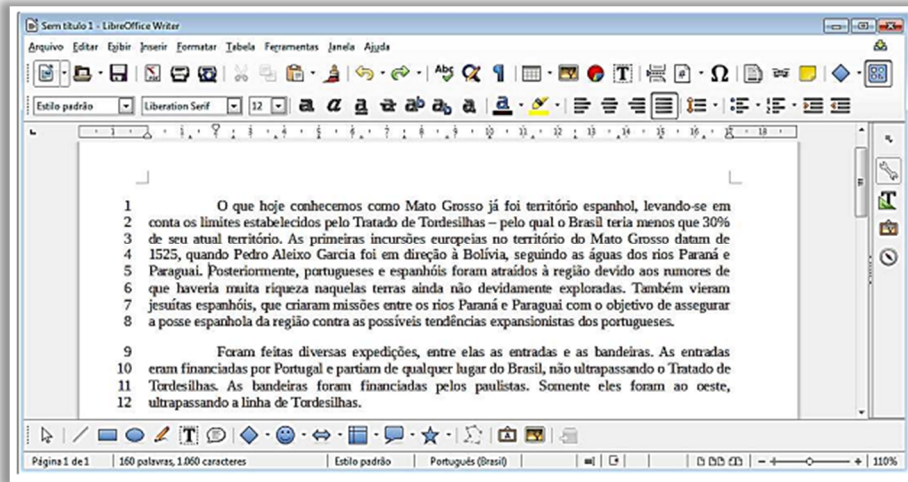 Sem título 1 - LibreOffice Writer
Arquivo Editar Exibir Inserir Formatar Tabela Ferramentas Janela Ajuda
Estilo padrão Liberation Serif 12
1 O que hoje conhecemos como Mato Grosso já foi território espanhol, levando-se em
2 conta os limites estabelecidos pelo Tratado de Tordesilhas – pelo qual o Brasil teria menos que 30%
3 de seu atual território. As primeiras incursões europeias no território do Mato Grosso datam de
4 1525, quando Pedro Aleixo Garcia foi em direção à Bolívia, seguindo as águas dos rios Paraná e
5 Paraguai. Posteriormente, portugueses e espanhóis foram atraídos à região devido aos rumores de
6 que haveria muita riqueza naquelas terras ainda não devidamente exploradas. Também vieram
7 jesuítas espanhóis, que criaram missões entre os rios Paraná e Paraguai com o objetivo de assegurar
8 a posse espanhola da região contra as possíveis tendências expansionistas dos portugueses.
9 Foram feitas diversas expedições, entre elas as entradas e as bandeiras. As entradas
10 eram financiadas por Portugal e partiam de qualquer lugar do Brasil, não ultrapassando o Tratado de
11 Tordesilhas. As bandeiras foram financiadas pelos paulistas. Somente eles foram ao oeste,
12 ultrapassando a linha de Tordesilhas.
Página 1 de1 160 palavras, 1.060 caracteres Estilo padrão Português (Brasil) 110%